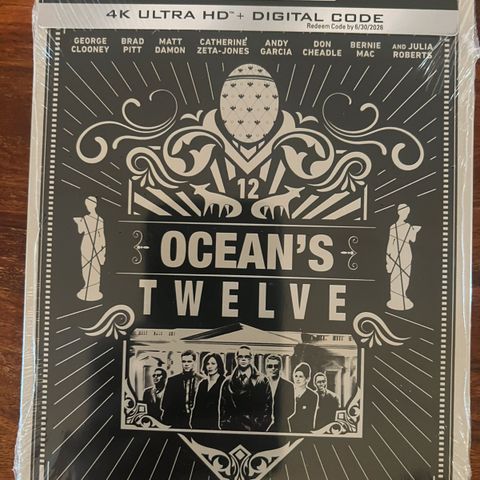 4K ULTRA HD™ + DIGITAL CODE
Redeem Code by 6/30/2026
GEORGE CLOONEY
BRAD PITT
MATT DAMON
CATHERINE ZETA-JONES
ANDY GARCIA
DON CHEADLE
BERNIE MAC
AND JULIA ROBERTS
12
OCEAN'S
TWELVE